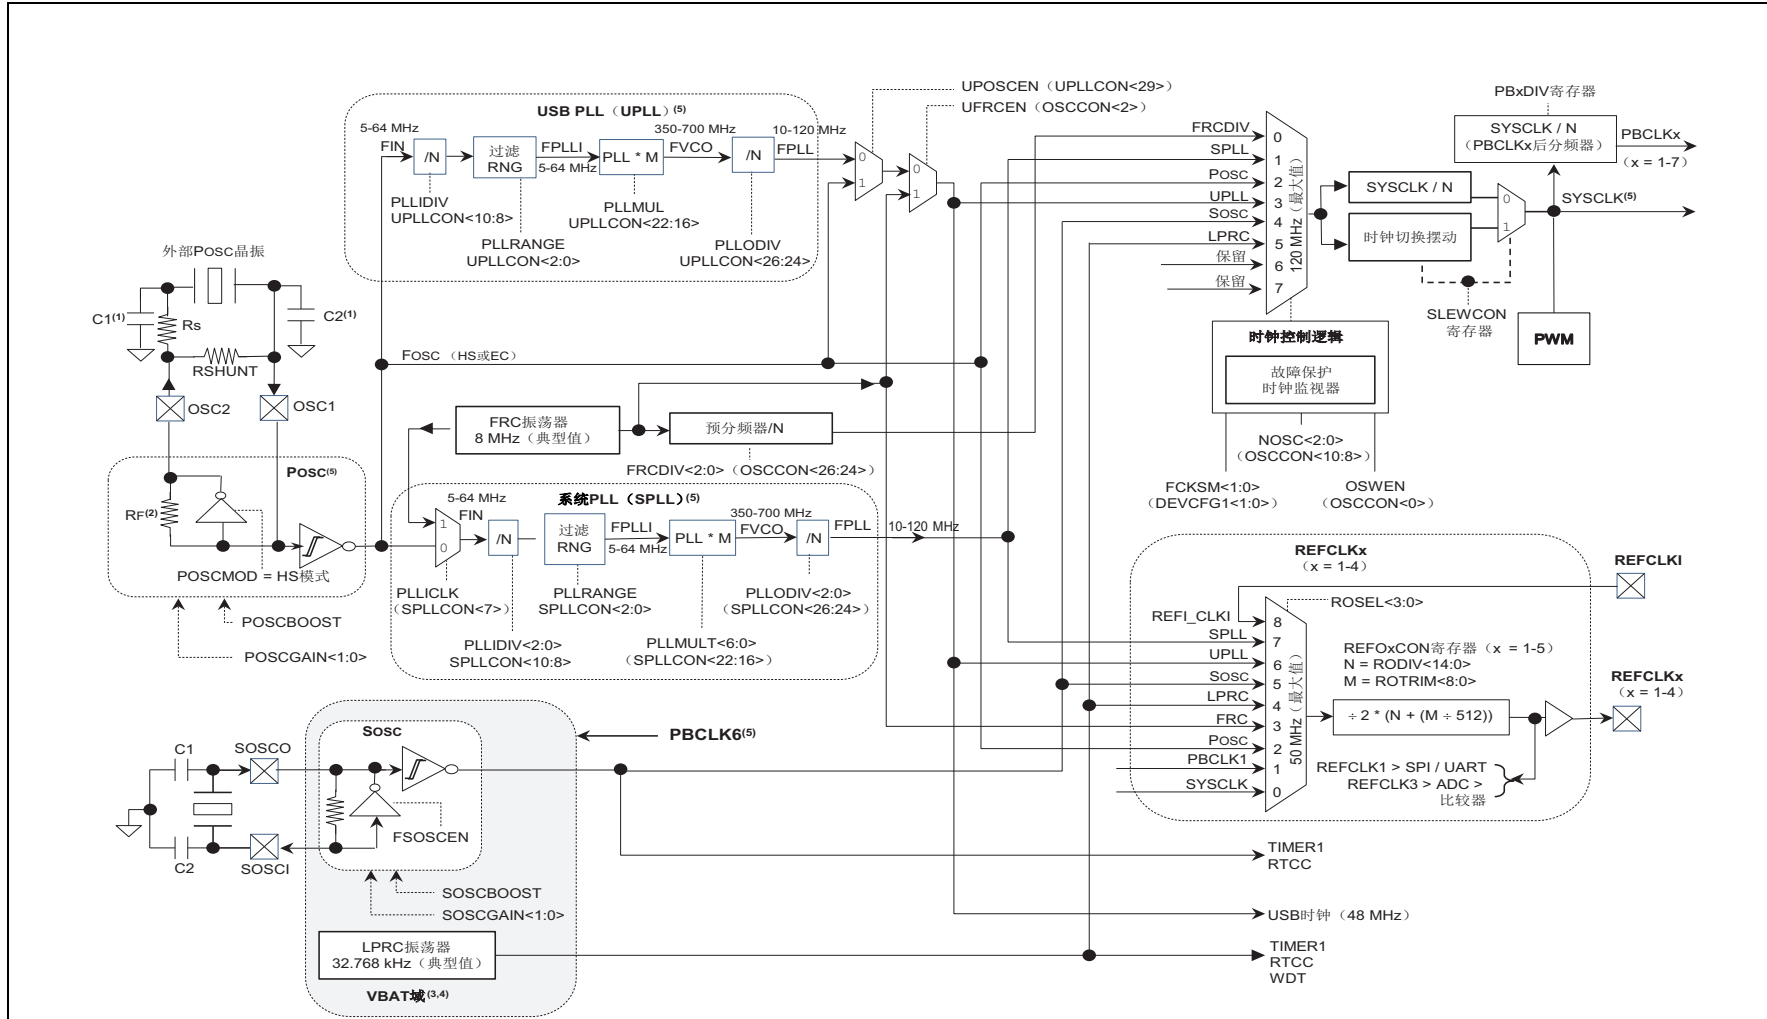 USB PLL（UPLL）(5)
5-64 MHz
FIN
/N
过滤
RNG
FPLLI
5-64 MHz
PLL * M
350-700 MHz
FVCO
/N
10-120 MHz
FPLL
PLLIDIV
UPLLCON<10:8>
PLLRANGE
UPLLCON<2:0>
PLLMUL
UPLLCON<22:16>
PLLODIV
UPLLCON<26:24>
UPOSCEN（UPLLCON<29>）
UFRCEN（OSCCON<2>）
0
1
0
1
FRCDIV
SPLL
POSC
UPLL
SOSC
LPRC
保留
保留
0
1
2
3
4
5
6
7
120 MHz（最大值）
SYSCLK / N
时钟切换摆动
0
1
SLEWCON
寄存器
PBxDIV寄存器
SYSCLK / N
（PBCLKx后分频器）
PBCLKx
（x = 1-7）
SYSCLK(5)
PWM
时钟控制逻辑
故障保护
时钟监视器
NOSC<2:0>
（OSCCON<10:8>）
FCKSM<1:0>
（DEVCFG1<1:0>）
OSWEN
（OSCCON<0>）
外部POSC晶振
C1(1)
Rs
C2(1)
RSHUNT
OSC2
OSC1
FOSC （HS或EC）
FRC振荡器
8 MHz（典型值）
预分频器/N
FRCDIV<2:0>（OSCCON<26:24>）
POSC(5)
RF(2)
POSCMOD = HS模式
POSCBOOST
POSCGAIN<1:0>
系统PLL（SPLL）(5)
5-64 MHz
FIN
1
0
/N
过滤
RNG
FPLLI
5-64 MHz
PLL * M
350-700 MHz
FVCO
/N
FPLL
10-120 MHz
PLLICLK
（SPLLCON<7>）
PLLRANGE
SPLLCON<2:0>
PLLODIV<2:0>
（SPLLCON<26:24>）
PLLIDIV<2:0>
SPLLCON<10:8>
PLLMULT<6:0>
（SPLLCON<22:16>）
REFCLKx
（x = 1-4）
REFCLKI
ROSEL<3:0>
REFI_CLKI
SPLL
UPLL
SOSC
LPRC
FRC
POSC
PBCLK1
SYSCLK
8
7
6
5
4
3
2
1
0
50 MHz（最大值）
REFOxCON寄存器（x = 1-5）
N = RODIV<14:0>
M = ROTRIM<8:0>
÷ 2 * (N + (M ÷ 512))
REFCLKx
（x = 1-4）
REFCLK1 > SPI / UART
REFCLK3 > ADC >
比较器
SOSC
PBCLK6(5)
C1
SOSCO
C2
SOSCI
FSOSCEN
SOSCBOOST
SOSCGAIN<1:0>
LPRC振荡器
32.768 kHz（典型值）
VBAT域(3,4)
TIMER1
RTCC
USB时钟（48 MHz）
TIMER1
RTCC
WDT